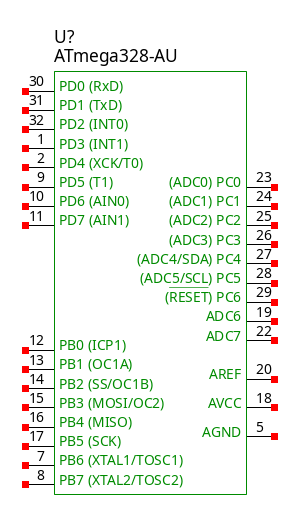 U?
ATmega328-AU
30 PD0 (RxD)
31 PD1 (TxD)
32 PD2 (INT0)
1 PD3 (INT1)
2 PD4 (XCK/T0)
9 PD5 (T1) (ADC0) PC0 23
10 PD6 (AIN0) (ADC1) PC1 24
11 PD7 (AIN1) (ADC2) PC2 25
(ADC3) PC3 26
(ADC4/SDA) PC4 27
(ADC5/SCL) PC5 28
(RESET) PC6 29
ADC6 19
ADC7 22
12 PB0 (ICP1)
13 PB1 (OC1A) AREF 20
14 PB2 (SS/OC1B)
15 PB3 (MOSI/OC2) AVCC 18
16 PB4 (MISO)
17 PB5 (SCK) AGND 5
7 PB6 (XTAL1/TOSC1)
8 PB7 (XTAL2/TOSC2)